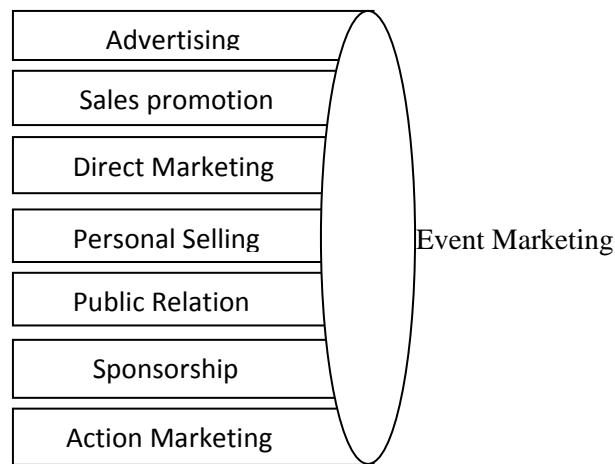 Advertising
Sales promotion
Direct Marketing
Personal Selling
Event Marketing
Public Relation
Sponsorship
Action Marketing